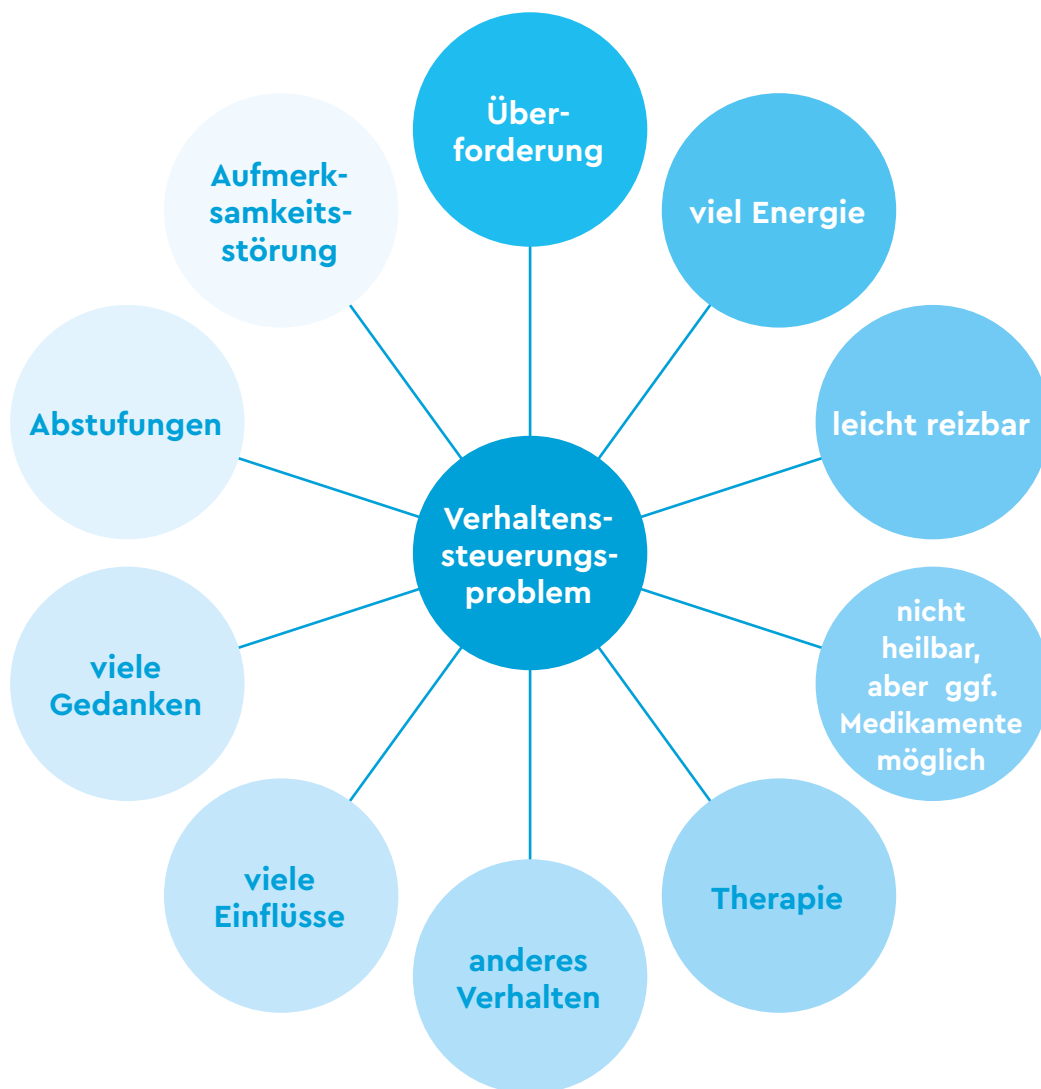 Über-
forderung
viel Energie
leicht reizbar
nicht
heilbar,
aber ggf.
Medikamente
möglich
Therapie
anderes
Verhalten
viele
Einflüsse
viele
Gedanken
Abstufungen
Aufmerk-
samkeits-
störung
Verhaltens-
steuerungs-
problem